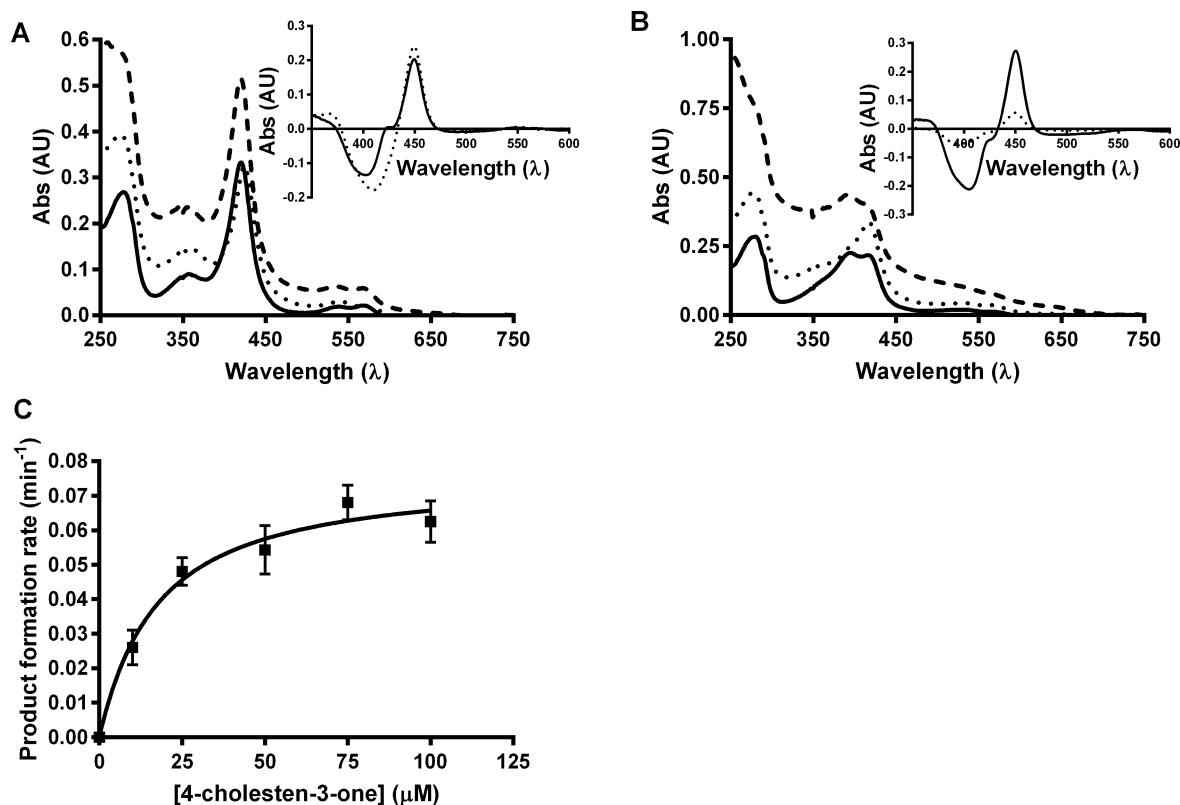 A
0.6
0.5
0.4
0.3
0.2
0.1
0.0
Abs (AU)
250 350 450 550 650 750
Wavelength (λ)
0.3
0.2
0.1
0.0
-0.1
-0.2
Abs (AU)
400 450 500 550 600
Wavelength (λ)
B
1.00
0.75
0.50
0.25
0.00
Abs (AU)
250 350 450 550 650 750
Wavelength (λ)
0.3
0.2
0.1
0.0
-0.1
-0.2
-0.3
Abs (AU)
400 450 500 550 600
Wavelength (λ)
C
0.08
0.07
0.06
0.05
0.04
0.03
0.02
0.01
0.00
Product formation rate (min⁻¹)
0 25 50 75 100 125
[4-cholesten-3-one] (μM)